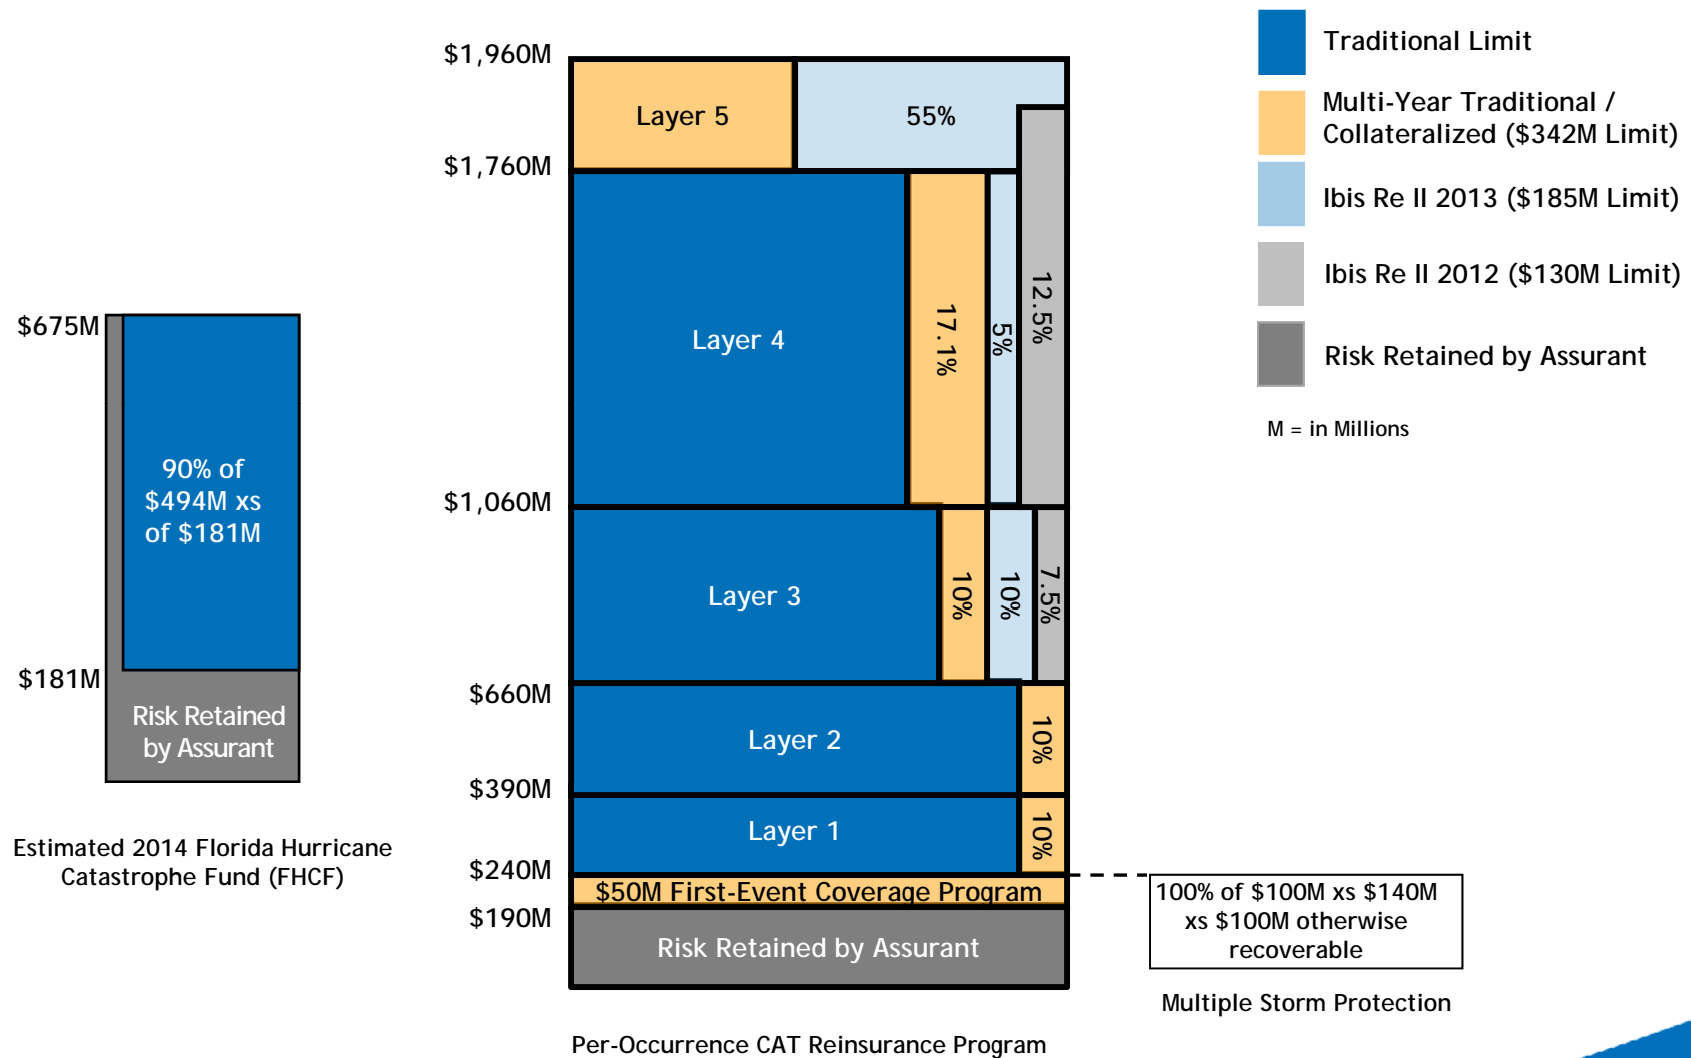 $675M
$181M
90% of
$494M xs
of $181M
Risk Retained
by Assurant
Estimated 2014 Florida Hurricane
Catastrophe Fund (FHCF)
$1,960M
$1,760M
$1,060M
$660M
$390M
$240M
$190M
Layer 5
55%
Layer 4
17.1%
5%
12.5%
Layer 3
10%
10%
7.5%
Layer 2
10%
Layer 1
10%
$50M First-Event Coverage Program
Risk Retained by Assurant
Per-Occurrence CAT Reinsurance Program
Traditional Limit
Multi-Year Traditional /
Collateralized ($342M Limit)
Ibis Re II 2013 ($185M Limit)
Ibis Re II 2012 ($130M Limit)
Risk Retained by Assurant
M = in Millions
100% of $100M xs $140M
xs $100M otherwise
recoverable
Multiple Storm Protection